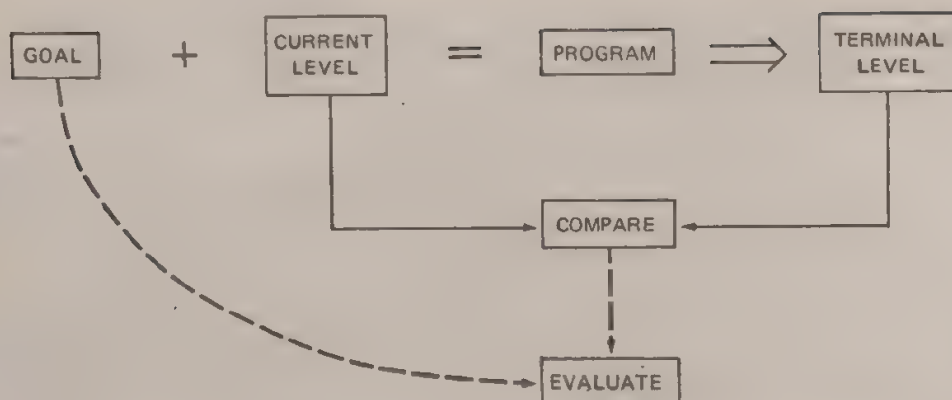 GOAL
+
CURRENT
LEVEL
=
PROGRAM
TERMINAL
LEVEL
COMPARE
EVALUATE